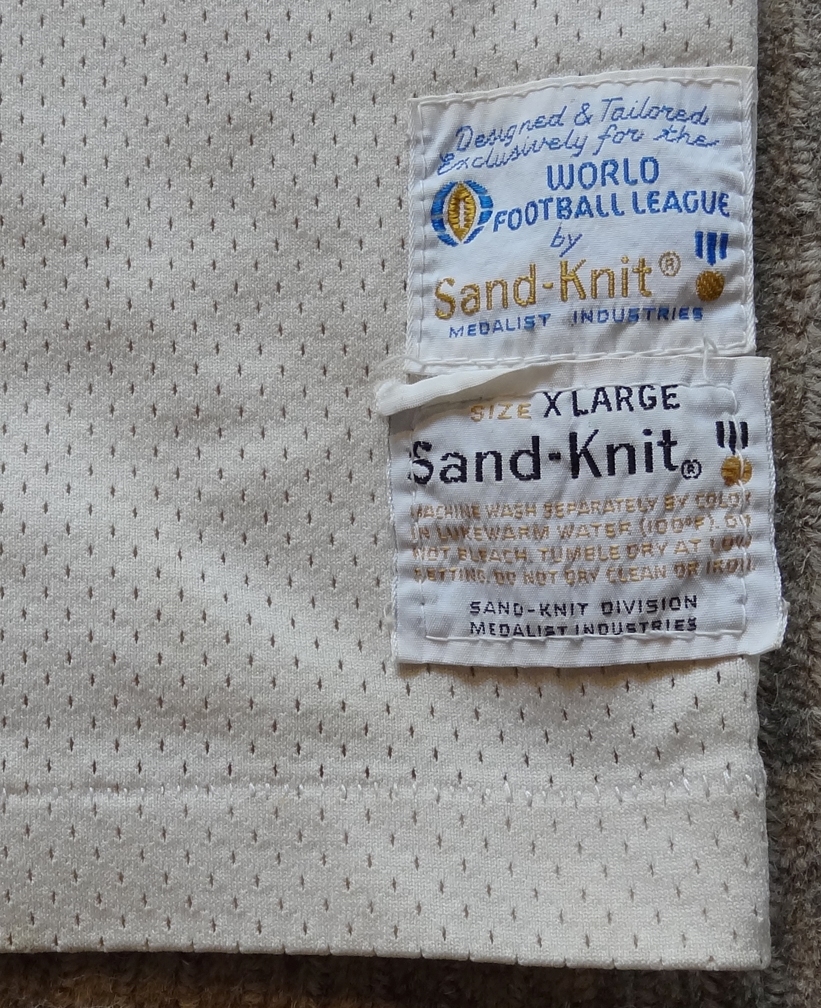 Designed & Tailored
Exclusively for the
WORLD
FOOTBALL LEAGUE
by
Sand-Knit®
MEDALIST INDUSTRIES
SIZE X LARGE
Sand-Knit®
MACHINE WASH SEPARATELY BY COLOR
IN LUKEWARM WATER (100°F). DO
NOT BLEACH, TUMBLE DRY AT LOW
SETTING. DO NOT DRY CLEAN OR IRON.
SAND-KNIT DIVISION
MEDALIST INDUSTRIES